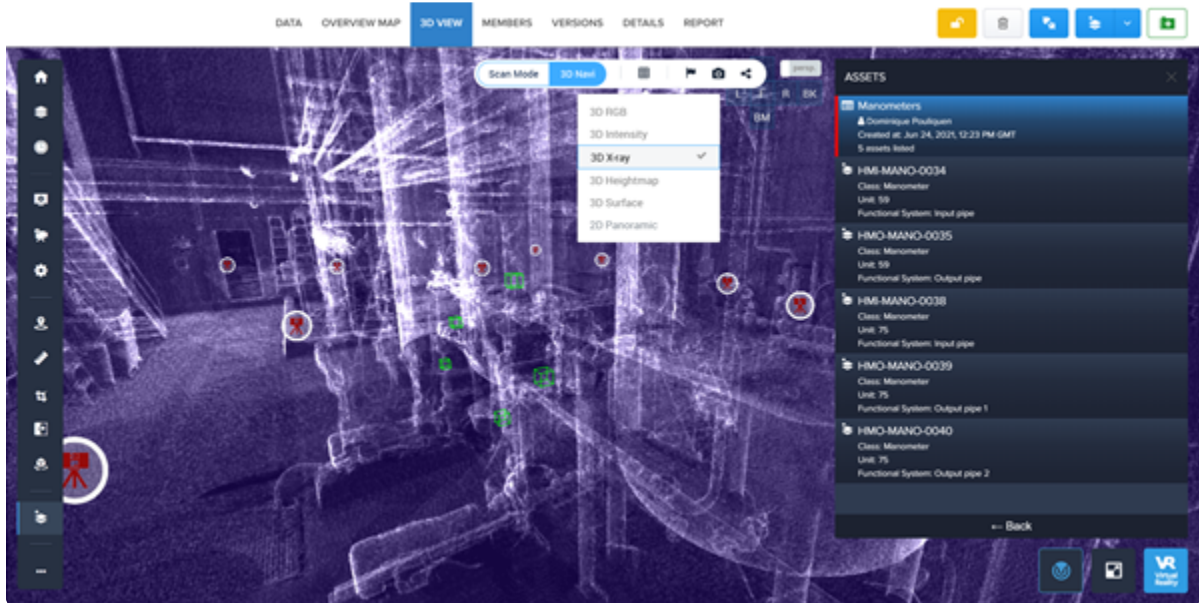 DATA OVERVIEW MAP 3D VIEW MEMBERS VERSIONS DETAILS REPORT
Scan Mode 3D Navi
persp.
R BK
BM
3D RGB
3D Intensity
3D X-ray
3D Heightmap
3D Surface
2D Panoramic
ASSETS
Manometers
Dominique Pouliquen
Created at: Jun 24, 2021, 12:23 PM GMT
5 assets listed
HMI-MANO-0034
Class: Manometer
Unit: 59
Functional System: Input pipe
HMO-MANO-0035
Class: Manometer
Unit: 59
Functional System: Output pipe
HMI-MANO-0038
Class: Manometer
Unit: 75
Functional System: Input pipe
HMO-MANO-0039
Class: Manometer
Unit: 75
Functional System: Output pipe 1
HMO-MANO-0040
Class: Manometer
Unit: 75
Functional System: Output pipe 2
← Back
VR
Virtual
Reality